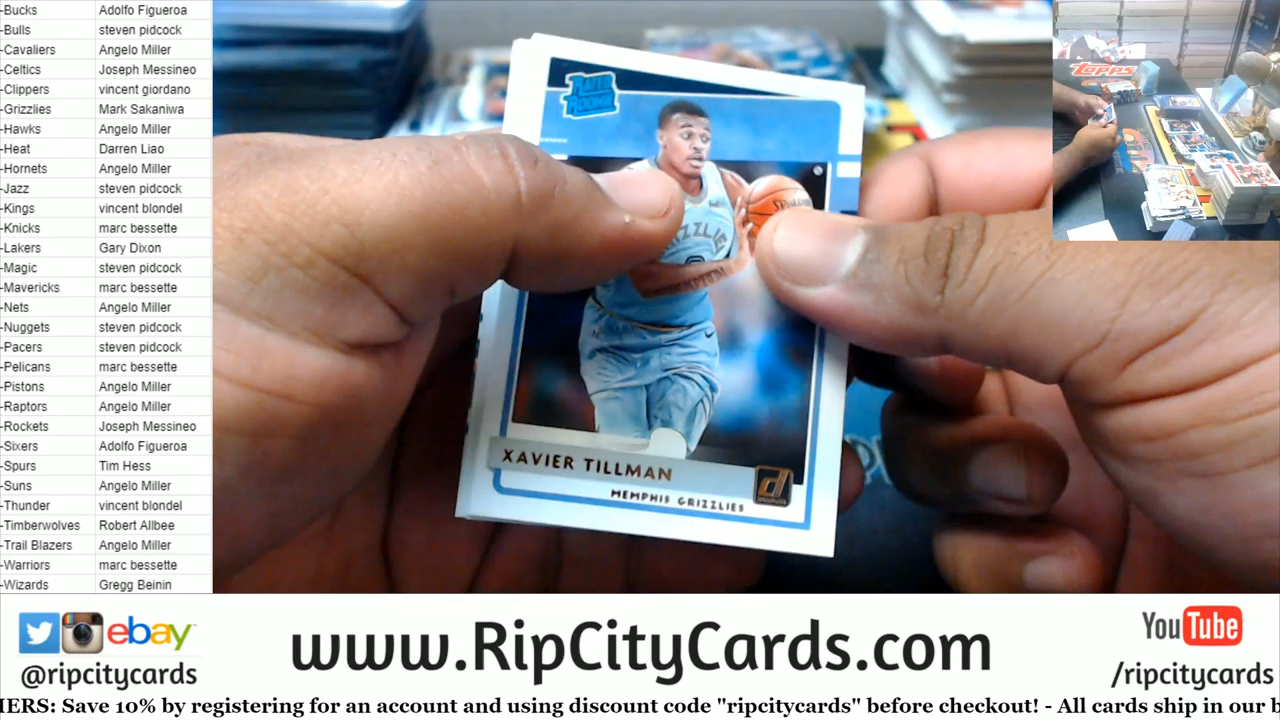 -Bucks Adolfo Figueroa
-Bulls steven pidcock
-Cavaliers Angelo Miller
-Celtics Joseph Messineo
-Clippers vincent giordano
-Grizzlies Mark Sakaniwa
-Hawks Angelo Miller
-Heat Darren Liao
-Hornets Angelo Miller
-Jazz steven pidcock
-Kings vincent blondel
-Knicks marc bessette
-Lakers Gary Dixon
-Magic steven pidcock
-Mavericks marc bessette
-Nets Angelo Miller
-Nuggets steven pidcock
-Pacers steven pidcock
-Pelicans marc bessette
-Pistons Angelo Miller
-Raptors Angelo Miller
-Rockets Joseph Messineo
-Sixers Adolfo Figueroa
-Spurs Tim Hess
-Suns Angelo Miller
-Thunder vincent blondel
-Timberwolves Robert Allbee
-Trail Blazers Angelo Miller
-Warriors marc bessette
-Wizards Gregg Beinin
RATED
ROOKIE
XAVIER TILLMAN
MEMPHIS GRIZZLIES
Topps
ebay
@ripcitycards
www.RipCityCards.com
YouTube
/ripcitycards
IERS: Save 10% by registering for an account and using discount code "ripcitycards" before checkout! - All cards ship in our b